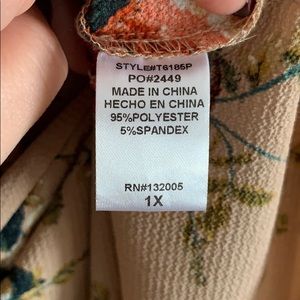 STYLE#T6185P
PO#2449
MADE IN CHINA
HECHO EN CHINA
95%POLYESTER
5%SPANDEX
RN#132005
1X